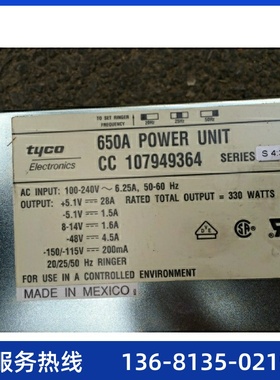 TO SET RINGER
FREQUENCY
20Hz 25Hz 50Hz
tyco
Electronics
650A POWER UNIT
CC 107949364 SERIES S4
AC INPUT: 100-240V ~ 6.25A, 50-60 Hz
OUTPUT: +5.1V ⎓ 28A RATED TOTAL OUTPUT = 330 WATTS
-5.1V ⎓ 1.5A
8-14V ⎓ 1.6A
-48V ⎓ 4.5A
-150/-115V ⎓ 200mA
20/25/50 Hz RINGER
FOR USE IN A CONTROLLED ENVIRONMENT
MADE IN MEXICO
服务热线 136-8135-021